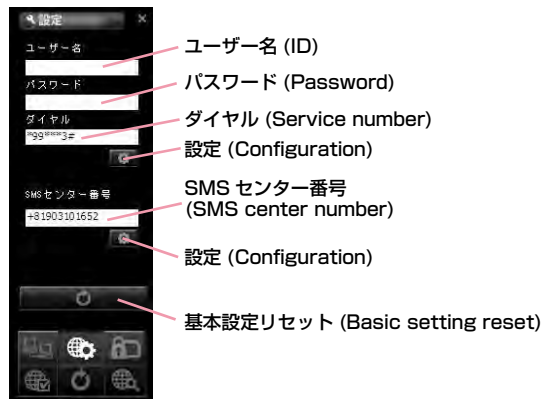 設定
ユーザー名
ユーザー名 (ID)
パスワード
パスワード (Password)
ダイヤル
ダイヤル (Service number)
*99***3#
設定 (Configuration)
SMSセンター番号
SMS センター番号
(SMS center number)
+81903101652
設定 (Configuration)
基本設定リセット (Basic setting reset)